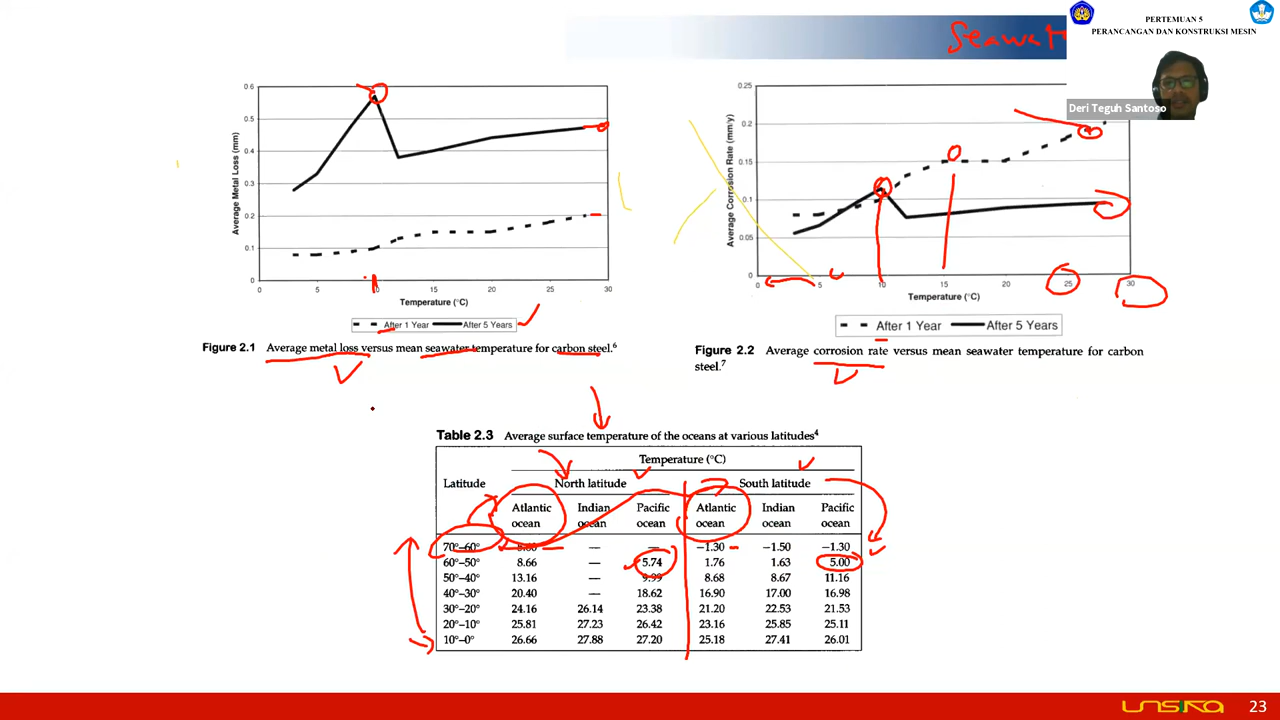 Seawat
PERTEMUAN 5
PERANCANGAN DAN KONSTRUKSI MESIN
Deri Teguh Santoso
0.6
0.5
0.4
0.3
0.2
0.1
0
Average Metal Loss (mm)
0 5 10 15 20 25 30
Temperature (°C)
After 1 Year After 5 Years
Figure 2.1 Average metal loss versus mean seawater temperature for carbon steel.6
0.25
0.2
0.15
0.1
0.05
0
Average Corrosion Rate (mm/y)
0 5 10 15 20 25 30
Temperature (°C)
After 1 Year After 5 Years
Figure 2.2 Average corrosion rate versus mean seawater temperature for carbon
steel.7
Table 2.3 Average surface temperature of the oceans at various latitudes4
Temperature (°C)
Latitude North latitude South latitude
Atlantic Indian Pacific Atlantic Indian Pacific
ocean ocean ocean ocean ocean ocean
70°–60° — — −1.30 −1.50 −1.30
60°–50° 8.66 — 5.74 1.76 1.63 5.00
50°–40° 13.16 — 9.99 8.68 8.67 11.16
40°–30° 20.40 — 18.62 16.90 17.00 16.98
30°–20° 24.16 26.14 23.38 21.20 22.53 21.53
20°–10° 25.81 27.23 26.42 23.16 25.85 25.11
10°–0° 26.66 27.88 27.20 25.18 27.41 26.01
unsika
23